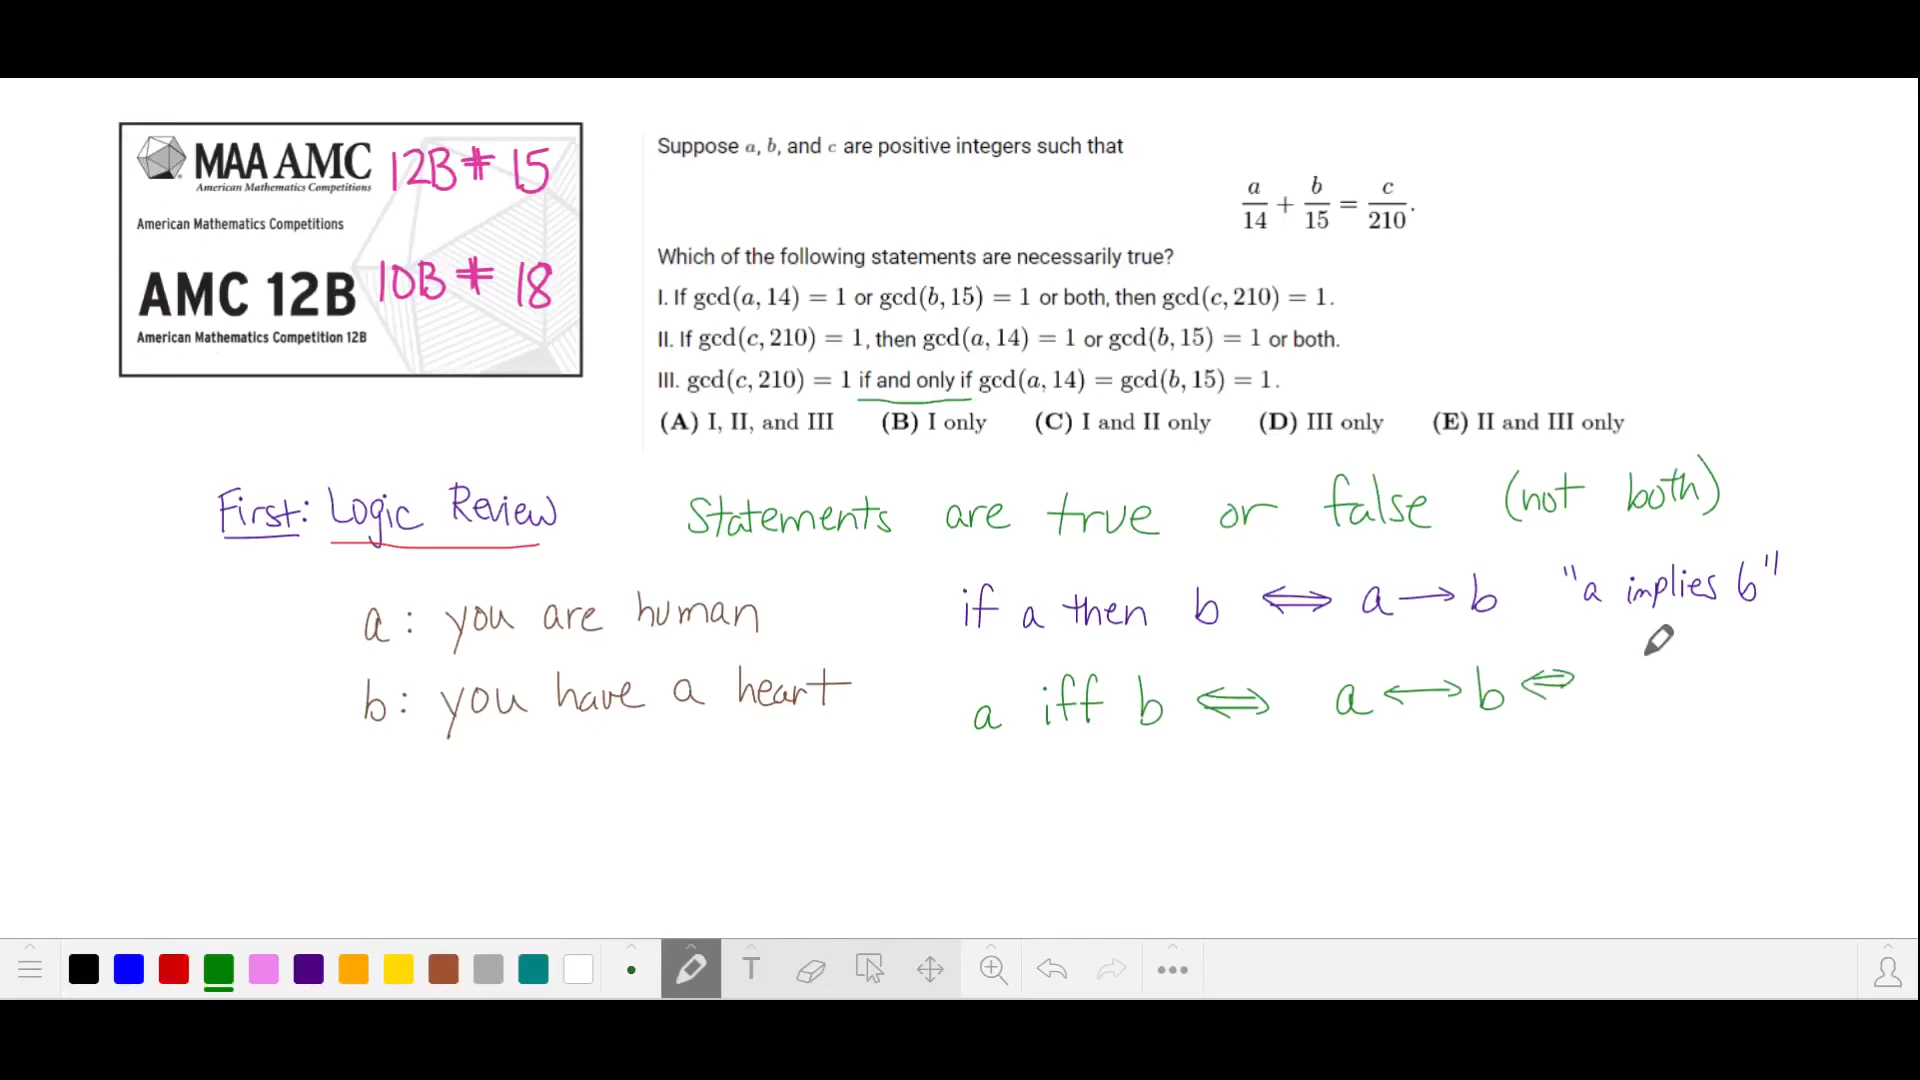 MAA AMC 12B # 15
American Mathematics Competitions
American Mathematics Competitions
AMC 12B 10B # 18
American Mathematics Competition 12B
Suppose a, b, and c are positive integers such that
a/14 + b/15 = c/210.
Which of the following statements are necessarily true?
I. If gcd(a, 14) = 1 or gcd(b, 15) = 1 or both, then gcd(c, 210) = 1.
II. If gcd(c, 210) = 1, then gcd(a, 14) = 1 or gcd(b, 15) = 1 or both.
III. gcd(c, 210) = 1 if and only if gcd(a, 14) = gcd(b, 15) = 1.
(A) I, II, and III (B) I only (C) I and II only (D) III only (E) II and III only
First: Logic Review Statements are true or false (not both)
a: you are human if a then b ⟺ a → b "a implies b"
b: you have a heart a iff b ⟺ a ↔ b ⟺
T